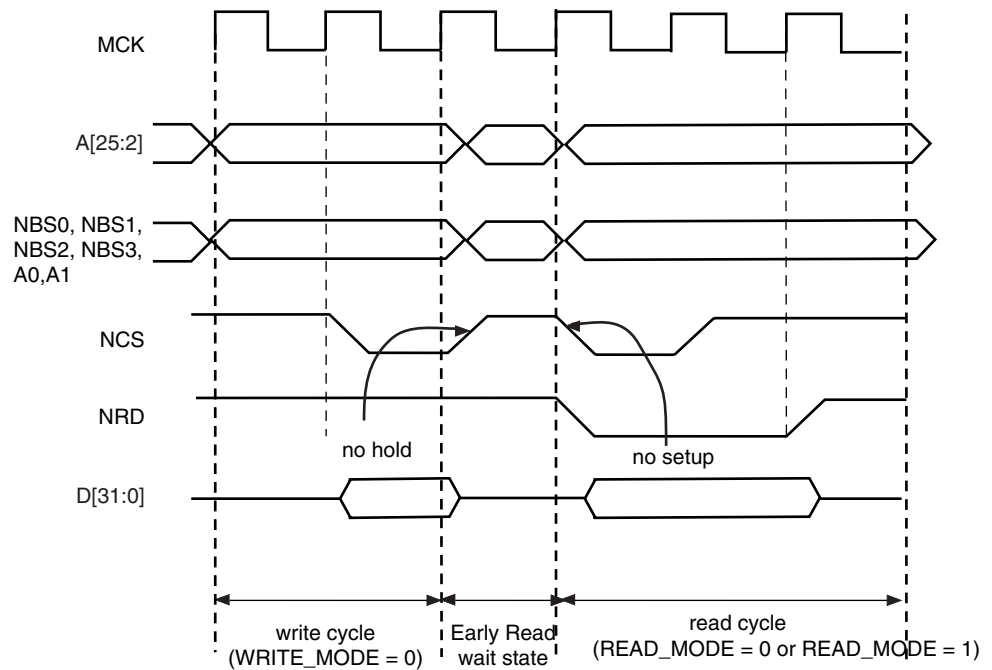 MCK
A[25:2]
NBS0, NBS1,
NBS2, NBS3,
A0,A1
NCS
NRD
no hold
no setup
D[31:0]
write cycle
(WRITE_MODE = 0)
Early Read
wait state
read cycle
(READ_MODE = 0 or READ_MODE = 1)